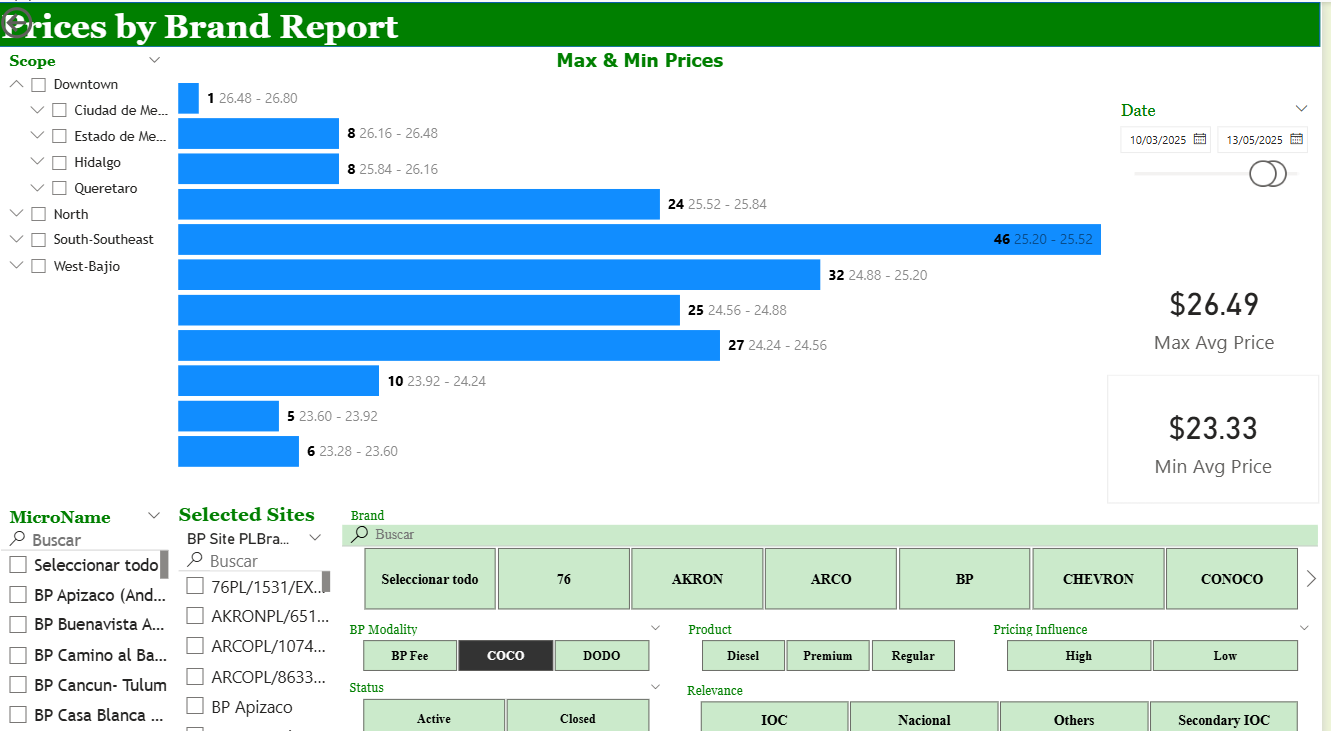 Prices by Brand Report
Scope
Downtown
Ciudad de Me...
Estado de Me...
Hidalgo
Queretaro
North
South-Southeast
West-Bajio
Max & Min Prices
1 26.48 - 26.80
8 26.16 - 26.48
8 25.84 - 26.16
24 25.52 - 25.84
46 25.20 - 25.52
32 24.88 - 25.20
25 24.56 - 24.88
27 24.24 - 24.56
10 23.92 - 24.24
5 23.60 - 23.92
6 23.28 - 23.60
Date
10/03/2025 13/05/2025
$26.49
Max Avg Price
$23.33
Min Avg Price
MicroName
Buscar
Seleccionar todo
BP Apizaco (And...
BP Buenavista A...
BP Camino al Ba...
BP Cancun- Tulum
BP Casa Blanca ...
Selected Sites
BP Site PLBra...
Buscar
76PL/1531/EX...
AKRONPL/651...
ARCOPL/1074...
ARCOPL/8633...
BP Apizaco
Brand
Buscar
Seleccionar todo 76 AKRON ARCO BP CHEVRON CONOCO
BP Modality
BP Fee COCO DODO
Product
Diesel Premium Regular
Pricing Influence
High Low
Status
Active Closed
Relevance
IOC Nacional Others Secondary IOC